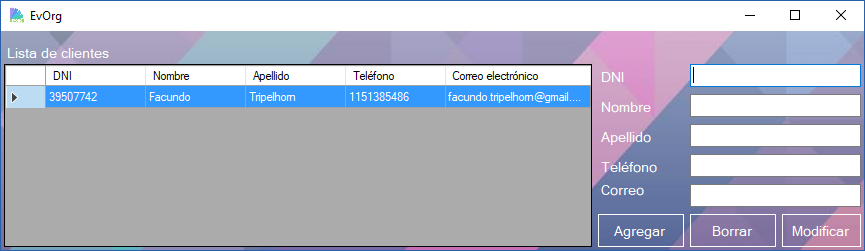 EvOrg
Lista de clientes
DNI Nombre Apellido Teléfono Correo electrónico
39507742 Facundo Tripelhorn 1151385486 facundo.tripelhorn@gmail....
DNI
Nombre
Apellido
Teléfono
Correo
Agregar Borrar Modificar